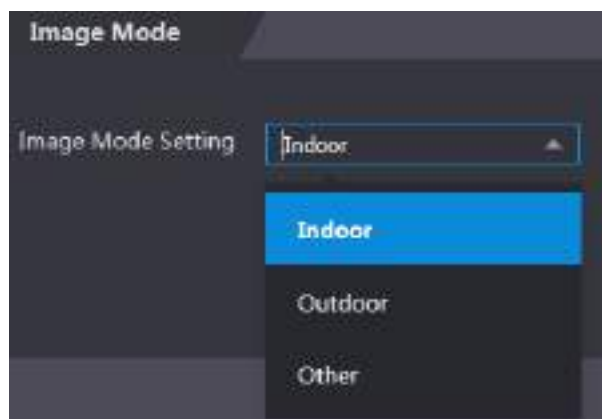 Image Mode
Image Mode Setting Indoor
Indoor
Outdoor
Other